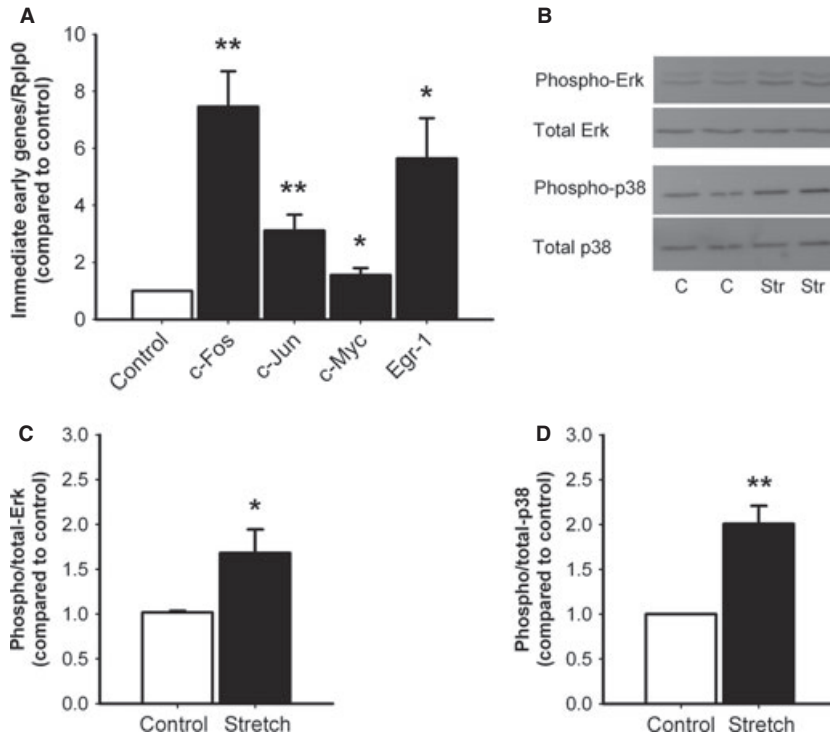 A
Immediate early genes/Rplp0
(compared to control)
10
8
6
4
2
0
**
**
*
*
Control
c-Fos
c-Jun
c-Myc
Egr-1
B
Phospho-Erk
Total Erk
Phospho-p38
Total p38
C C Str Str
C
Phospho/total-Erk
(compared to control)
3.0
2.5
2.0
1.5
1.0
0.5
0.0
*
Control Stretch
D
Phospho/total-p38
(compared to control)
3.0
2.5
2.0
1.5
1.0
0.5
0.0
**
Control Stretch